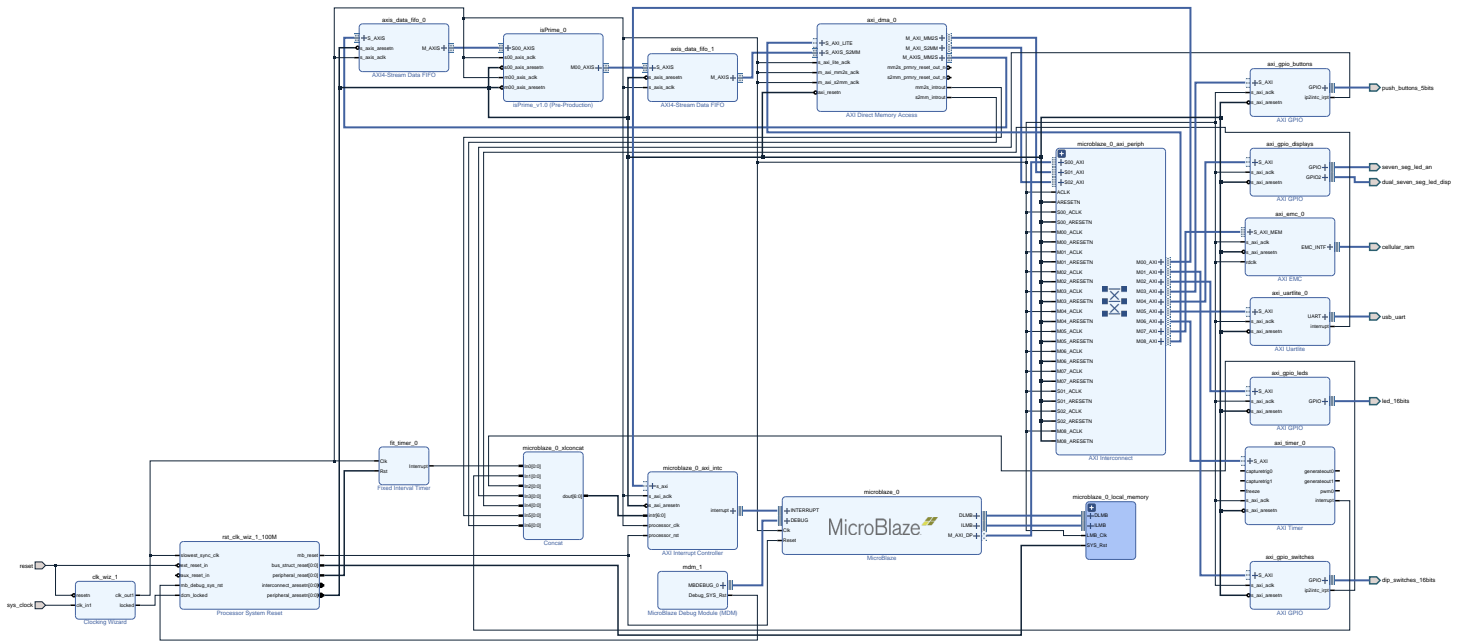 axis_data_fifo_0
S_AXIS
s_axis_aresetn
s_axis_aclk
M_AXIS
AXI4-Stream Data FIFO
isPrime_0
S00_AXIS
s00_axis_aclk
s00_axis_aresetn
m00_axis_aclk
m00_axis_aresetn
M00_AXIS
isPrime_v1.0 (Pre-Production)
axis_data_fifo_1
S_AXIS
s_axis_aresetn
s_axis_aclk
M_AXIS
AXI4-Stream Data FIFO
axi_dma_0
S_AXI_LITE
S_AXIS_S2MM
s_axi_lite_aclk
m_axi_mm2s_aclk
m_axi_s2mm_aclk
axi_resetn
M_AXI_MM2S
M_AXI_S2MM
M_AXIS_MM2S
mm2s_prmry_reset_out_n
s2mm_prmry_reset_out_n
mm2s_introut
s2mm_introut
AXI Direct Memory Access
microblaze_0_axi_periph
S00_AXI
S01_AXI
S02_AXI
ACLK
ARESETN
S00_ACLK
S00_ARESETN
M00_ACLK
M00_ARESETN
M01_ACLK
M01_ARESETN
M02_ACLK
M02_ARESETN
M03_ACLK
M03_ARESETN
M04_ACLK
M04_ARESETN
M05_ACLK
M05_ARESETN
M06_ACLK
M06_ARESETN
M07_ACLK
M07_ARESETN
S01_ACLK
S01_ARESETN
S02_ACLK
S02_ARESETN
M08_ACLK
M08_ARESETN
M00_AXI
M01_AXI
M02_AXI
M03_AXI
M04_AXI
M05_AXI
M06_AXI
M07_AXI
M08_AXI
AXI Interconnect
axi_gpio_buttons
S_AXI
s_axi_aclk
s_axi_aresetn
GPIO
ip2intc_irpt
AXI GPIO
push_buttons_5bits
axi_gpio_displays
S_AXI
s_axi_aclk
s_axi_aresetn
GPIO
GPIO2
AXI GPIO
seven_seg_led_an
dual_seven_seg_led_disp
axi_emc_0
S_AXI_MEM
s_axi_aclk
s_axi_aresetn
rdclk
EMC_INTF
AXI EMC
cellular_ram
axi_uartlite_0
S_AXI
s_axi_aclk
s_axi_aresetn
UART
interrupt
AXI Uartlite
usb_uart
axi_gpio_leds
S_AXI
s_axi_aclk
s_axi_aresetn
GPIO
AXI GPIO
led_16bits
axi_timer_0
S_AXI
capturetrig0
capturetrig1
freeze
s_axi_aclk
s_axi_aresetn
generateout0
generateout1
pwm0
interrupt
AXI Timer
axi_gpio_switches
S_AXI
s_axi_aclk
s_axi_aresetn
GPIO
ip2intc_irpt
AXI GPIO
dip_switches_16bits
fit_timer_0
Clk
Rst
Interrupt
Fixed Interval Timer
microblaze_0_xlconcat
In0[0:0]
In1[0:0]
In2[0:0]
In3[0:0]
In4[0:0]
In5[0:0]
In6[0:0]
dout[6:0]
Concat
microblaze_0_axi_intc
s_axi
s_axi_aclk
s_axi_aresetn
intr[6:0]
processor_clk
processor_rst
interrupt
AXI Interrupt Controller
microblaze_0
INTERRUPT
DEBUG
Clk
Reset
MicroBlaze
DLMB
ILMB
M_AXI_DP
MicroBlaze
microblaze_0_local_memory
DLMB
ILMB
LMB_Clk
SYS_Rst
mdm_1
MBDEBUG_0
Debug_SYS_Rst
MicroBlaze Debug Module (MDM)
rst_clk_wiz_1_100M
slowest_sync_clk
ext_reset_in
aux_reset_in
mb_debug_sys_rst
dcm_locked
mb_reset
bus_struct_reset[0:0]
peripheral_reset[0:0]
interconnect_aresetn[0:0]
peripheral_aresetn[0:0]
Processor System Reset
reset
sys_clock
clk_wiz_1
resetn
clk_in1
clk_out1
locked
Clocking Wizard